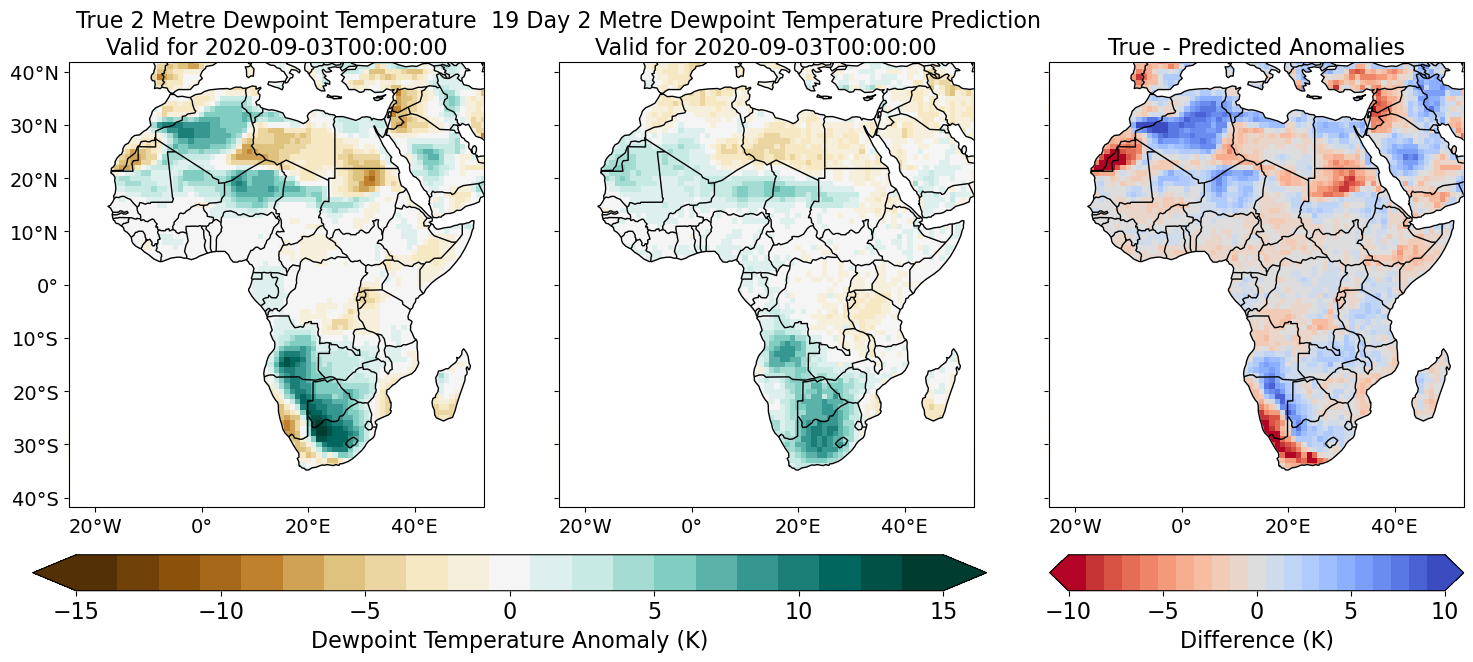 True 2 Metre Dewpoint Temperature
Valid for 2020-09-03T00:00:00
19 Day 2 Metre Dewpoint Temperature Prediction
Valid for 2020-09-03T00:00:00
True - Predicted Anomalies
40°N
30°N
20°N
10°N
0°
10°S
20°S
30°S
40°S
20°W 0° 20°E 40°E
20°W 0° 20°E 40°E
20°W 0° 20°E 40°E
−15 −10 −5 0 5 10 15
Dewpoint Temperature Anomaly (K)
−10 −5 0 5 10
Difference (K)